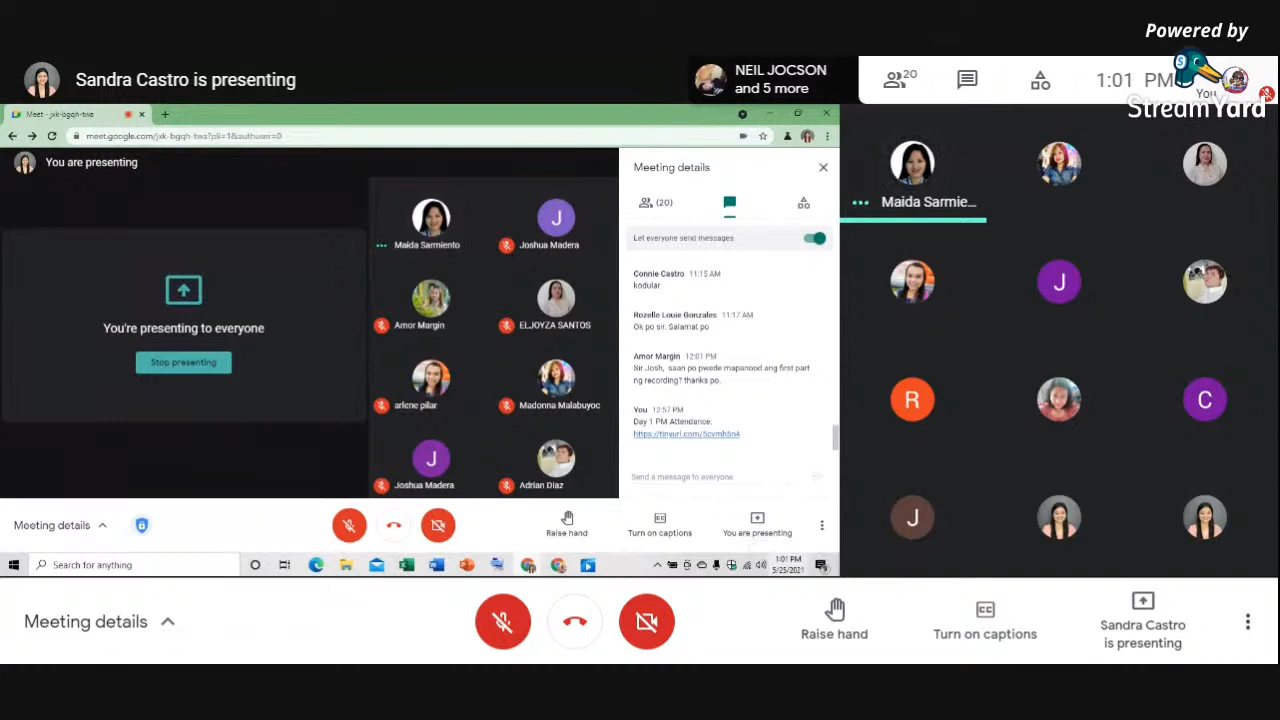 Powered by
StreamYard
Sandra Castro is presenting
NEIL JOCSON
and 5 more
20
1:01 PM
You
Meet - jxk-bgqh-twa
meet.google.com/jxk-bgqh-twa?pli=1&authuser=0
You are presenting
You're presenting to everyone
Stop presenting
Maida Sarmiento
J
Joshua Madera
Amor Margin
ELJOYZA SANTOS
arlene pilar
Madonna Malabuyoc
J
Joshua Madera
Adrian Diaz
Meeting details
(20)
Let everyone send messages
Connie Castro 11:15 AM
kodular
Rozelle Louie Gonzales 11:17 AM
Ok po sir. Salamat po
Amor Margin 12:01 PM
Sir Josh, saan po pwede mapanood ang first part
ng recording? thanks po..
You 12:57 PM
Day 1 PM Attendance:
https://tinyurl.com/5cvmh5n4
Send a message to everyone
Meeting details
Raise hand
CC
Turn on captions
You are presenting
Search for anything
1:01 PM
5/25/2021
Maida Sarmie...
J
R
C
J
Meeting details
Raise hand
CC
Turn on captions
Sandra Castro
is presenting